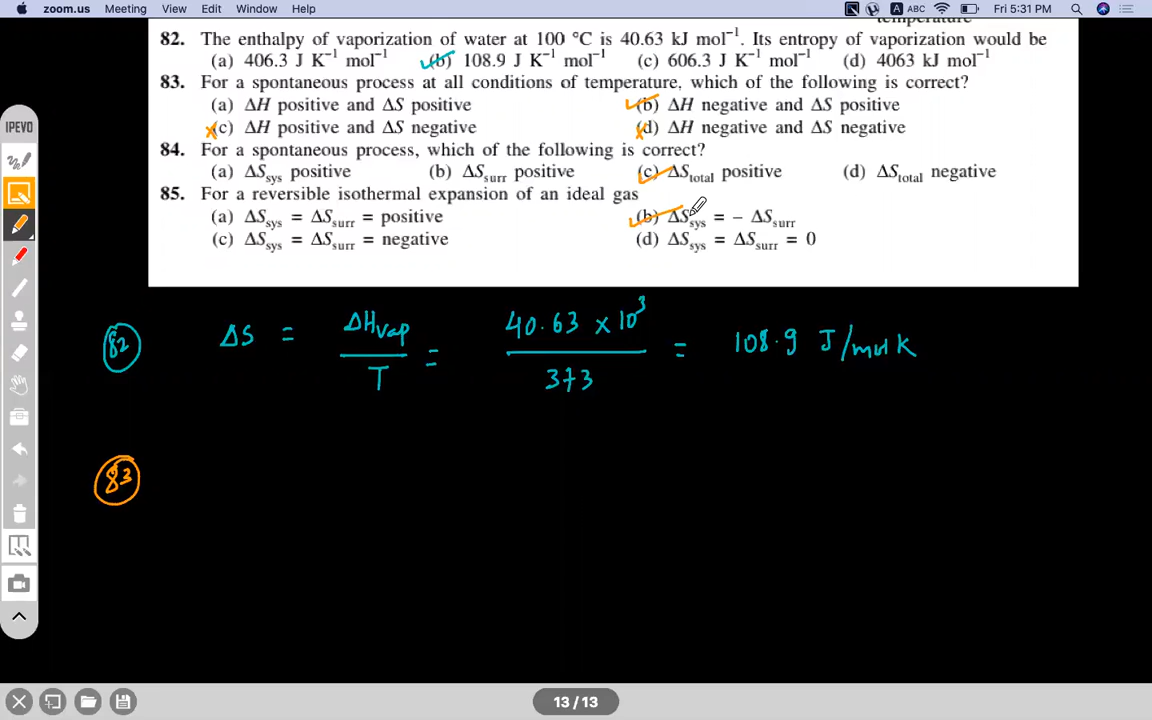 zoom.us Meeting View Edit Window Help A ABC Fri 5:31 PM
temperature
82. The enthalpy of vaporization of water at 100 °C is 40.63 kJ mol⁻¹. Its entropy of vaporization would be
(a) 406.3 J K⁻¹ mol⁻¹ (b) 108.9 J K⁻¹ mol⁻¹ (c) 606.3 J K⁻¹ mol⁻¹ (d) 4063 kJ mol⁻¹
83. For a spontaneous process at all conditions of temperature, which of the following is correct?
(a) ΔH positive and ΔS positive (b) ΔH negative and ΔS positive
(c) ΔH positive and ΔS negative (d) ΔH negative and ΔS negative
84. For a spontaneous process, which of the following is correct?
(a) ΔS_sys positive (b) ΔS_surr positive (c) ΔS_total positive (d) ΔS_total negative
85. For a reversible isothermal expansion of an ideal gas
(a) ΔS_sys = ΔS_surr = positive (b) ΔS_sys = – ΔS_surr
(c) ΔS_sys = ΔS_surr = negative (d) ΔS_sys = ΔS_surr = 0
IPEVO
82 ΔS = ΔHvap / T = 40.63 × 10³ / 373 = 108.9 J/mol K
83
13 / 13